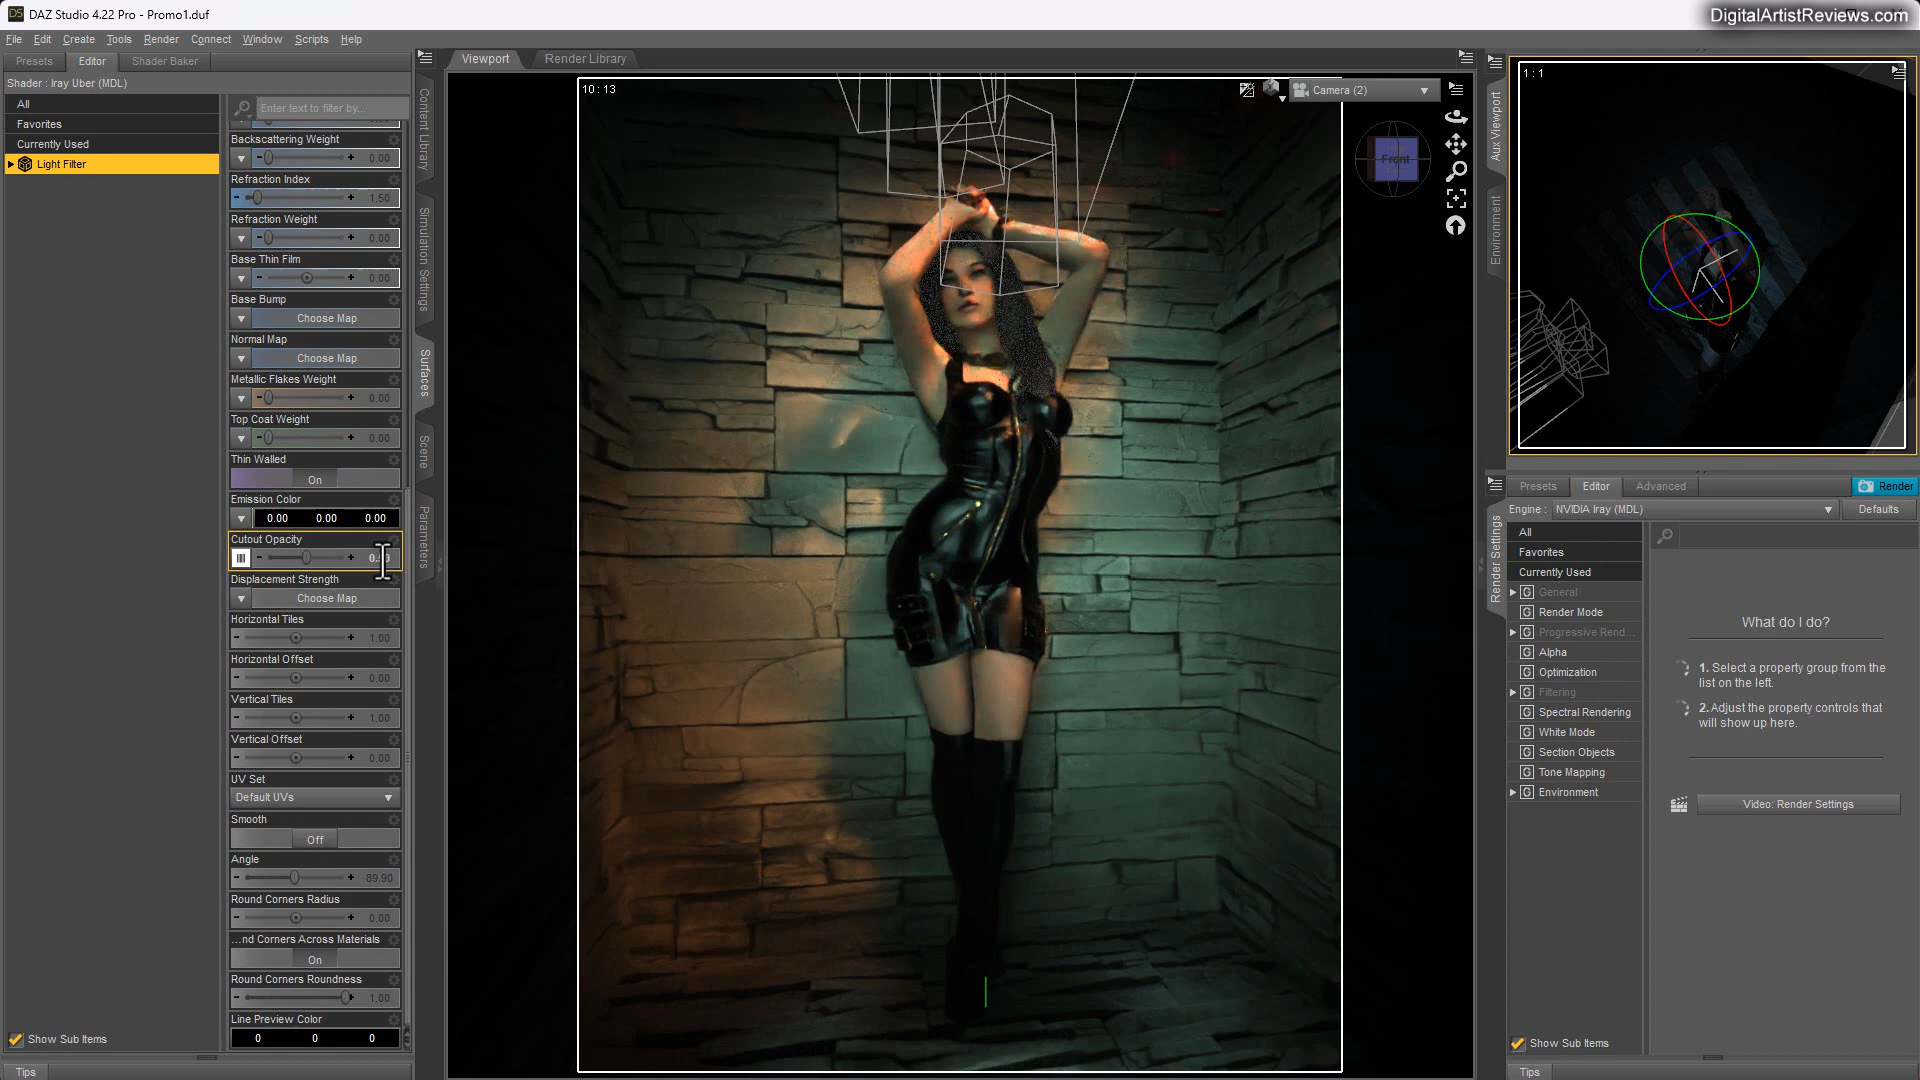 DAZ Studio 4.22 Pro - Promo1.duf
DigitalArtistReviews.com
File Edit Create Tools Render Connect Window Scripts Help
Presets Editor Shader Baker
Shader : Iray Uber (MDL)
All
Favorites
Currently Used
Light Filter
Enter text to filter by...
Backscattering Weight
0.00
Refraction Index
1.50
Refraction Weight
0.00
Base Thin Film
0.00
Base Bump
Choose Map
Normal Map
Choose Map
Metallic Flakes Weight
0.00
Top Coat Weight
0.00
Thin Walled
On
Emission Color
0.00 0.00 0.00
Cutout Opacity
Displacement Strength
Choose Map
Horizontal Tiles
1.00
Horizontal Offset
0.00
Vertical Tiles
1.00
Vertical Offset
0.00
UV Set
Default UVs
Smooth
Off
Angle
89.90
Round Corners Radius
0.00
...nd Corners Across Materials
On
Round Corners Roundness
1.00
Line Preview Color
0 0 0
Show Sub Items
Tips
Content Library
Simulation Settings
Surfaces
Scene
Parameters
Viewport Render Library
10 : 13
Camera (2)
Front
Aux Viewport
Environment
1 : 1
Render Settings
Presets Editor Advanced Render
Engine : NVIDIA Iray (MDL) Defaults
All
Favorites
Currently Used
General
Render Mode
Progressive Rend...
Alpha
Optimization
Filtering
Spectral Rendering
White Mode
Section Objects
Tone Mapping
Environment
What do I do?
1. Select a property group from the
list on the left.
2. Adjust the property controls that
will show up here.
Video: Render Settings
Show Sub Items
Tips